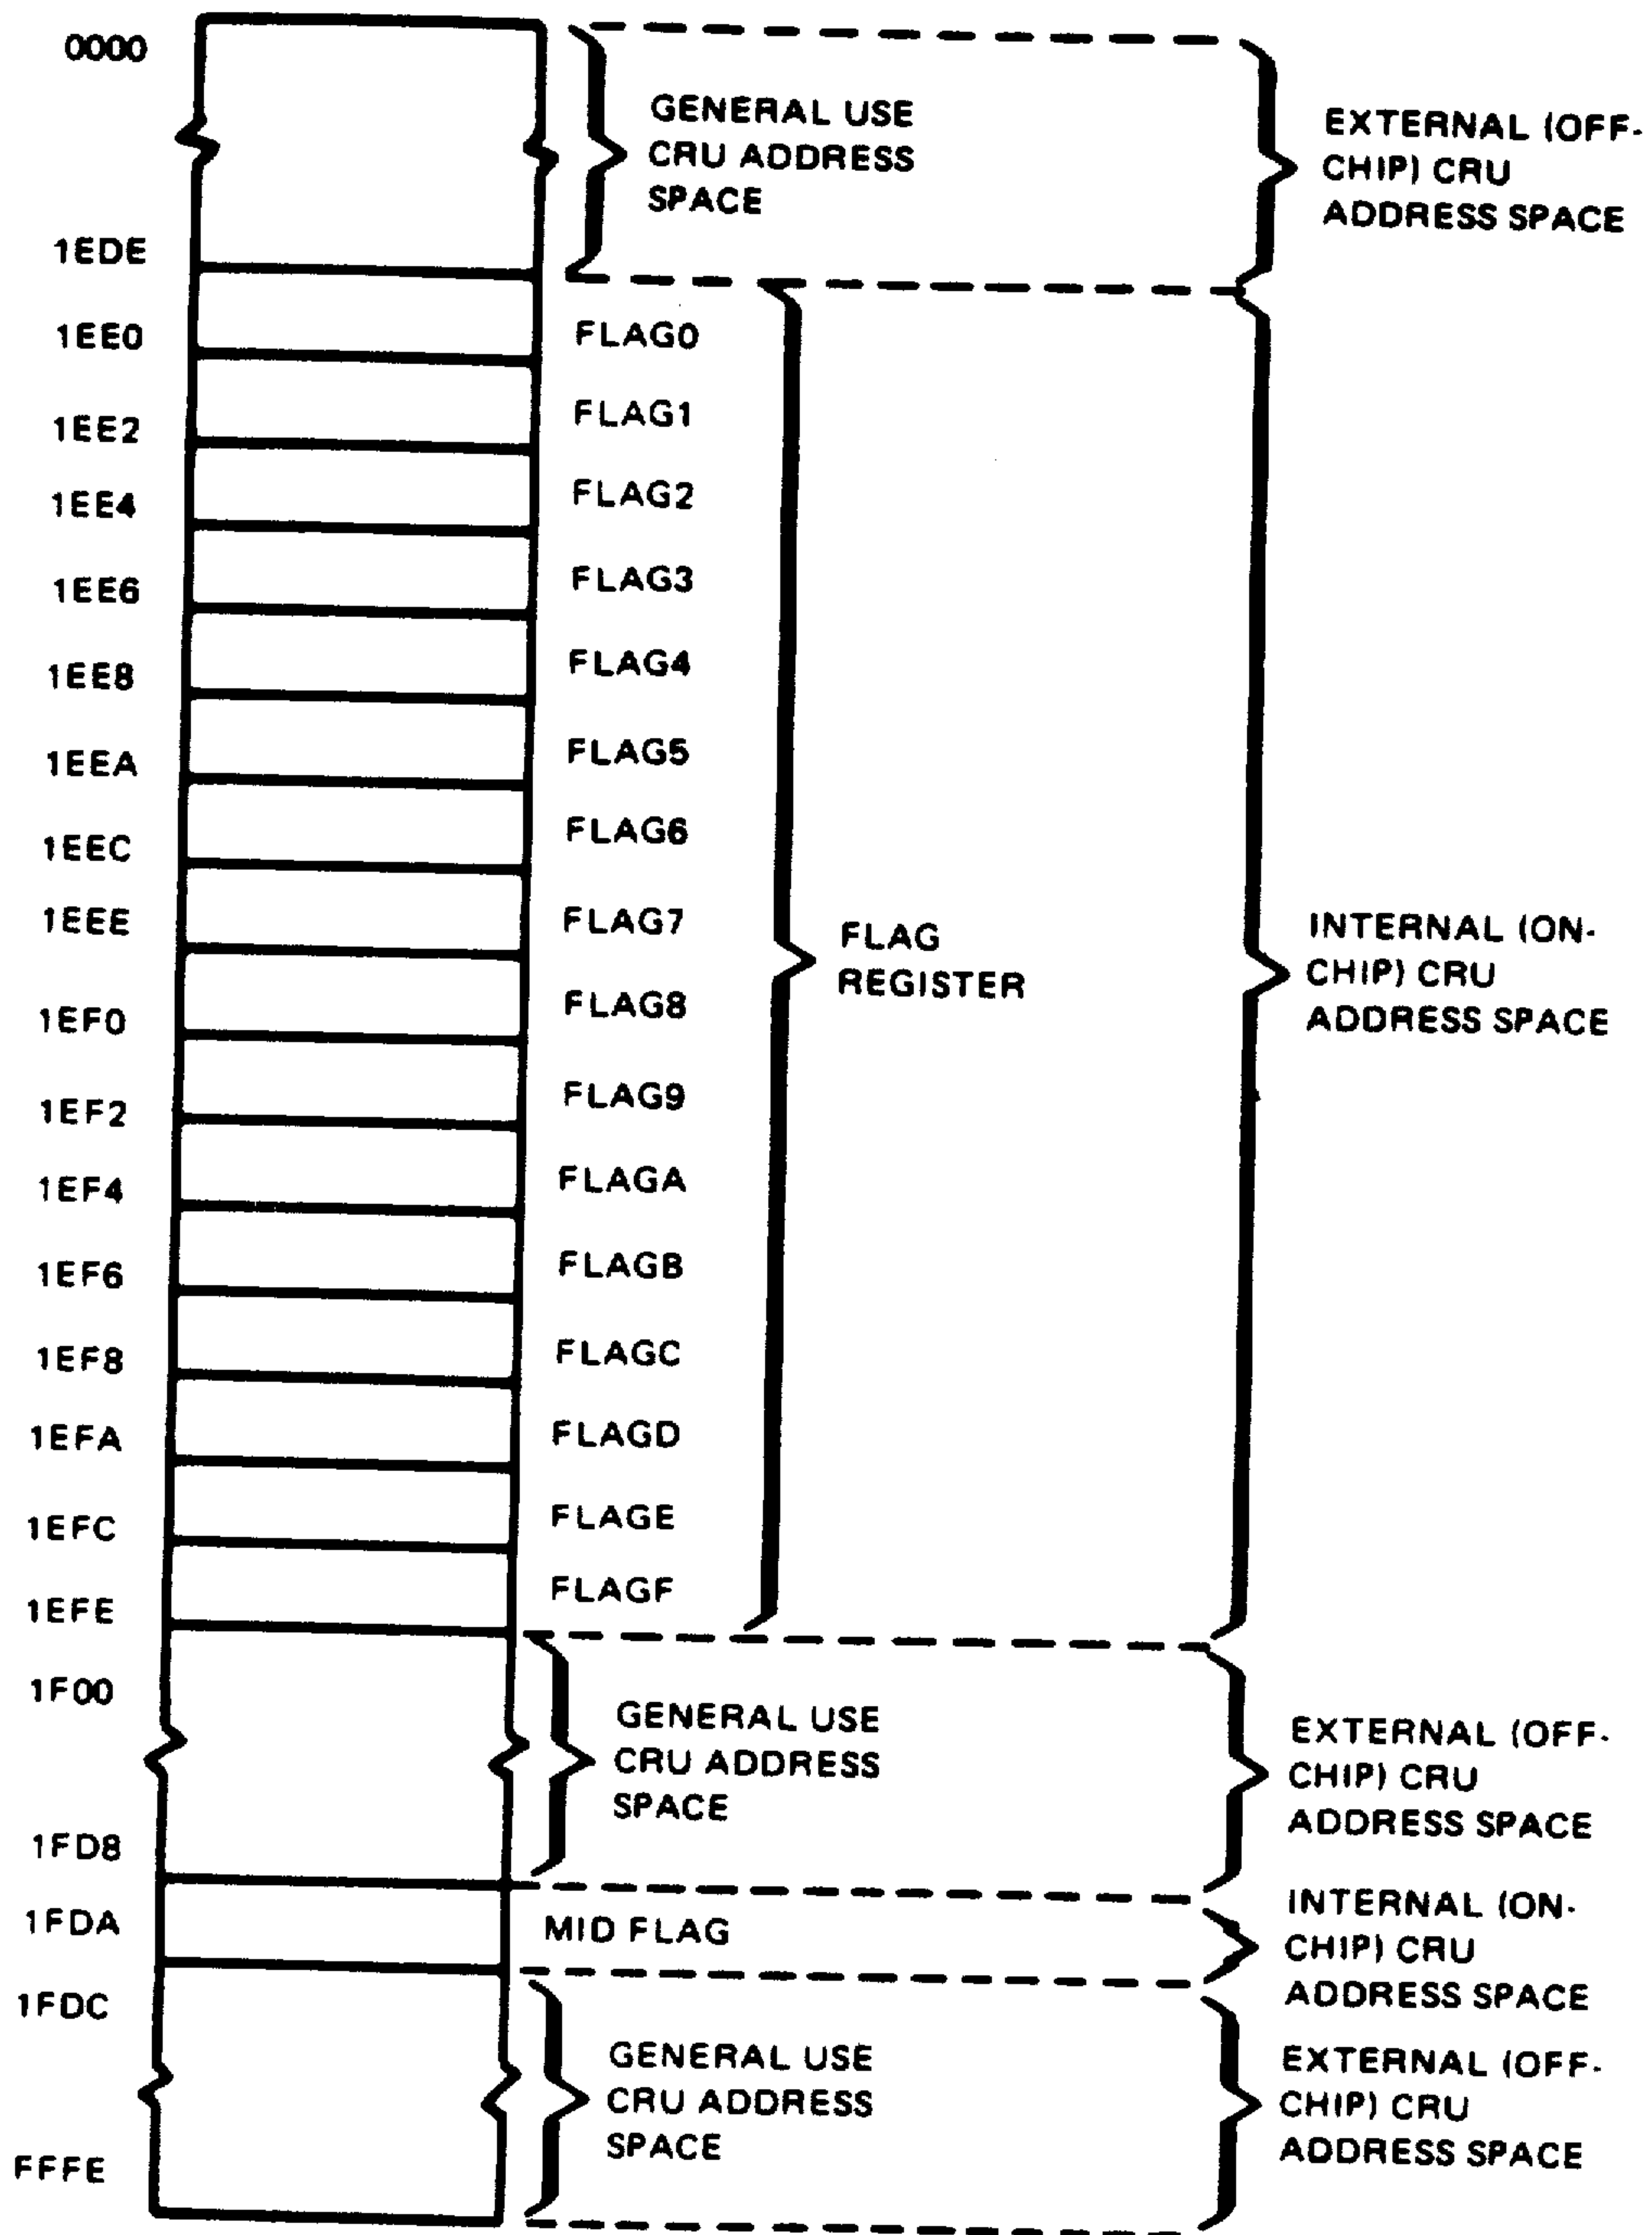 0000
GENERAL USE
CRU ADDRESS
SPACE
EXTERNAL (OFF-
CHIP) CRU
ADDRESS SPACE
1EDE
1EE0 FLAG0
1EE2 FLAG1
1EE4 FLAG2
1EE6 FLAG3
1EE8 FLAG4
1EEA FLAG5
1EEC FLAG6
1EEE FLAG7
FLAG
REGISTER
INTERNAL (ON-
CHIP) CRU
ADDRESS SPACE
1EF0 FLAG8
1EF2 FLAG9
1EF4 FLAGA
1EF6 FLAGB
1EF8 FLAGC
1EFA FLAGD
1EFC FLAGE
1EFE FLAGF
1F00
GENERAL USE
CRU ADDRESS
SPACE
EXTERNAL (OFF-
CHIP) CRU
ADDRESS SPACE
1FD8
1FDA MID FLAG
INTERNAL (ON-
CHIP) CRU
ADDRESS SPACE
1FDC
GENERAL USE
CRU ADDRESS
SPACE
EXTERNAL (OFF-
CHIP) CRU
ADDRESS SPACE
FFFE